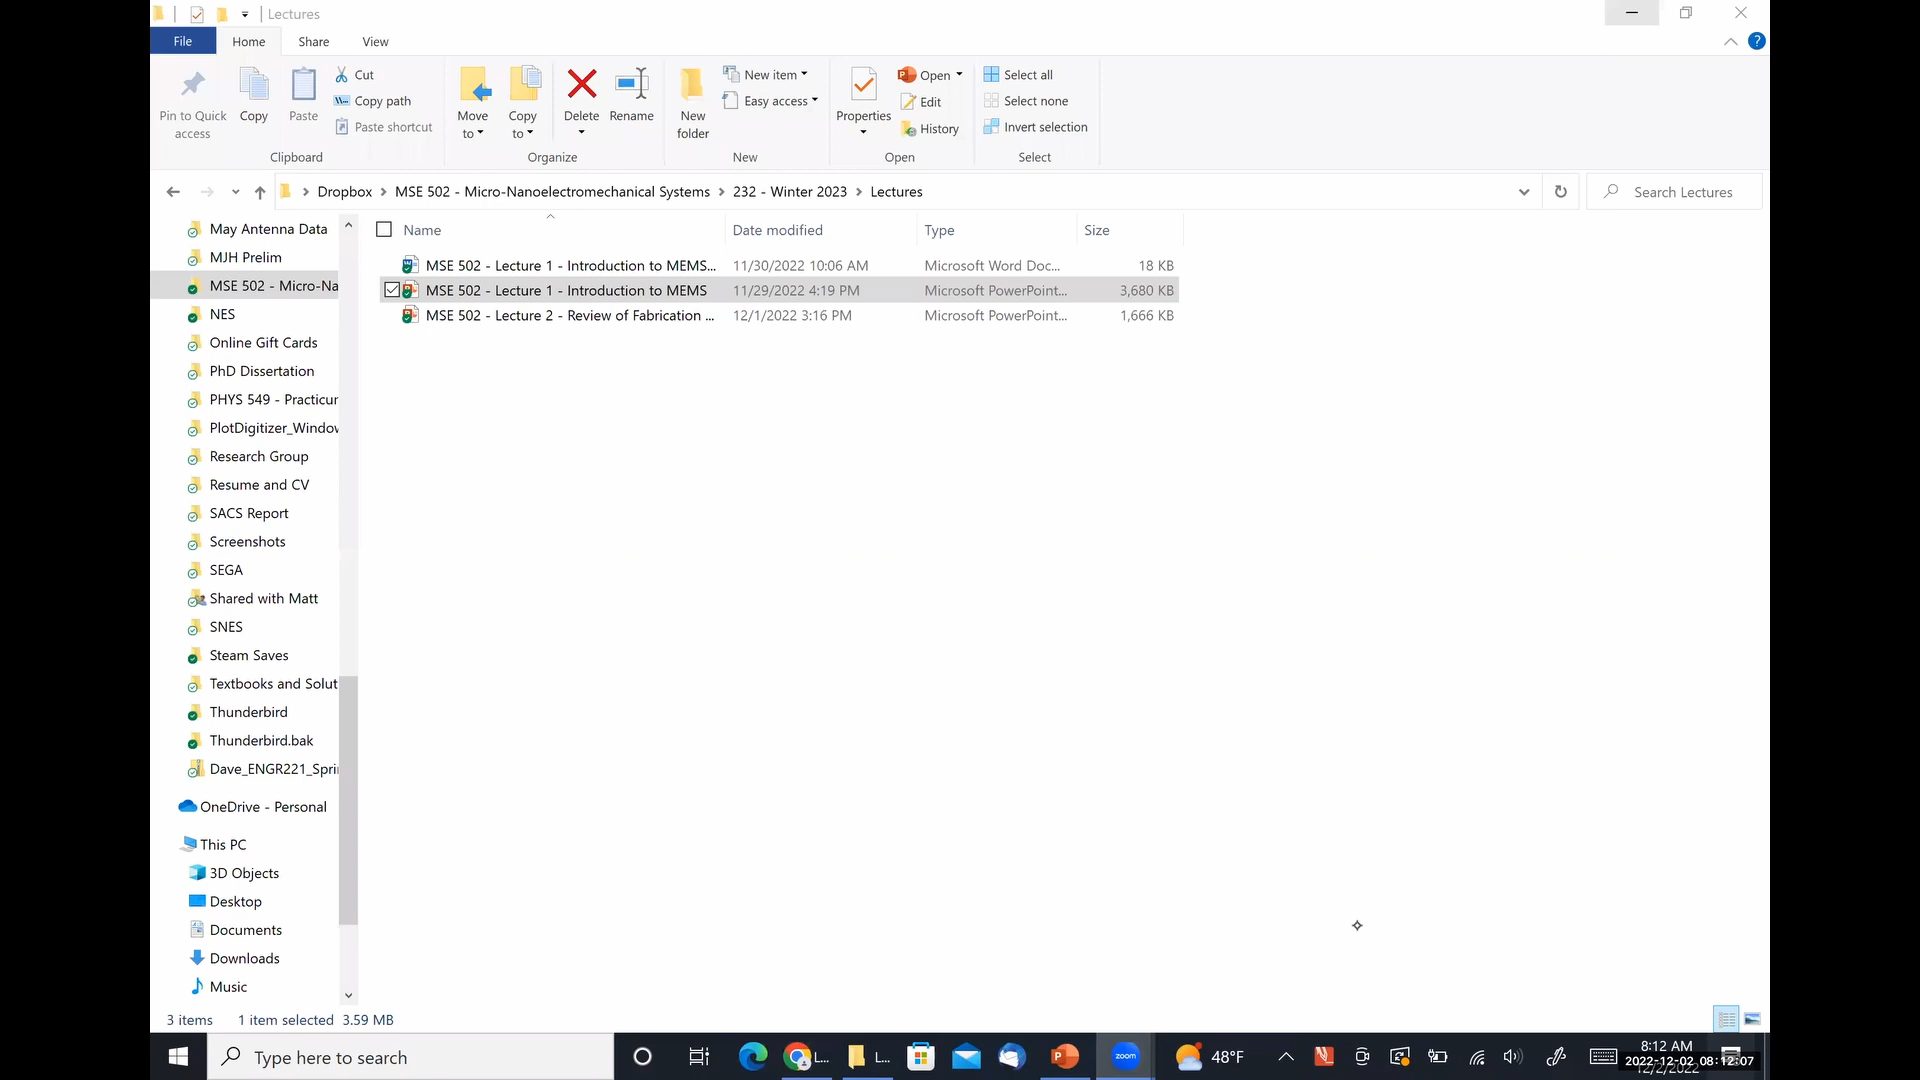 Lectures
File Home Share View
Pin to Quick access
Copy
Paste
Cut
Copy path
Paste shortcut
Clipboard
Move to
Copy to
Delete
Rename
Organize
New folder
New item
Easy access
New
Properties
Open
Edit
History
Open
Select all
Select none
Invert selection
Select
Dropbox > MSE 502 - Micro-Nanoelectromechanical Systems > 232 - Winter 2023 > Lectures
Search Lectures
Name Date modified Type Size
MSE 502 - Lecture 1 - Introduction to MEMS... 11/30/2022 10:06 AM Microsoft Word Doc... 18 KB
MSE 502 - Lecture 1 - Introduction to MEMS 11/29/2022 4:19 PM Microsoft PowerPoint... 3,680 KB
MSE 502 - Lecture 2 - Review of Fabrication ... 12/1/2022 3:16 PM Microsoft PowerPoint... 1,666 KB
May Antenna Data
MJH Prelim
MSE 502 - Micro-Na
NES
Online Gift Cards
PhD Dissertation
PHYS 549 - Practicur
PlotDigitizer_Window
Research Group
Resume and CV
SACS Report
Screenshots
SEGA
Shared with Matt
SNES
Steam Saves
Textbooks and Solut
Thunderbird
Thunderbird.bak
Dave_ENGR221_Spri
OneDrive - Personal
This PC
3D Objects
Desktop
Documents
Downloads
Music
3 items 1 item selected 3.59 MB
Type here to search
L...
L...
zoom
48°F
8:12 AM
2022-12-02 08:12:07
12/2/2022